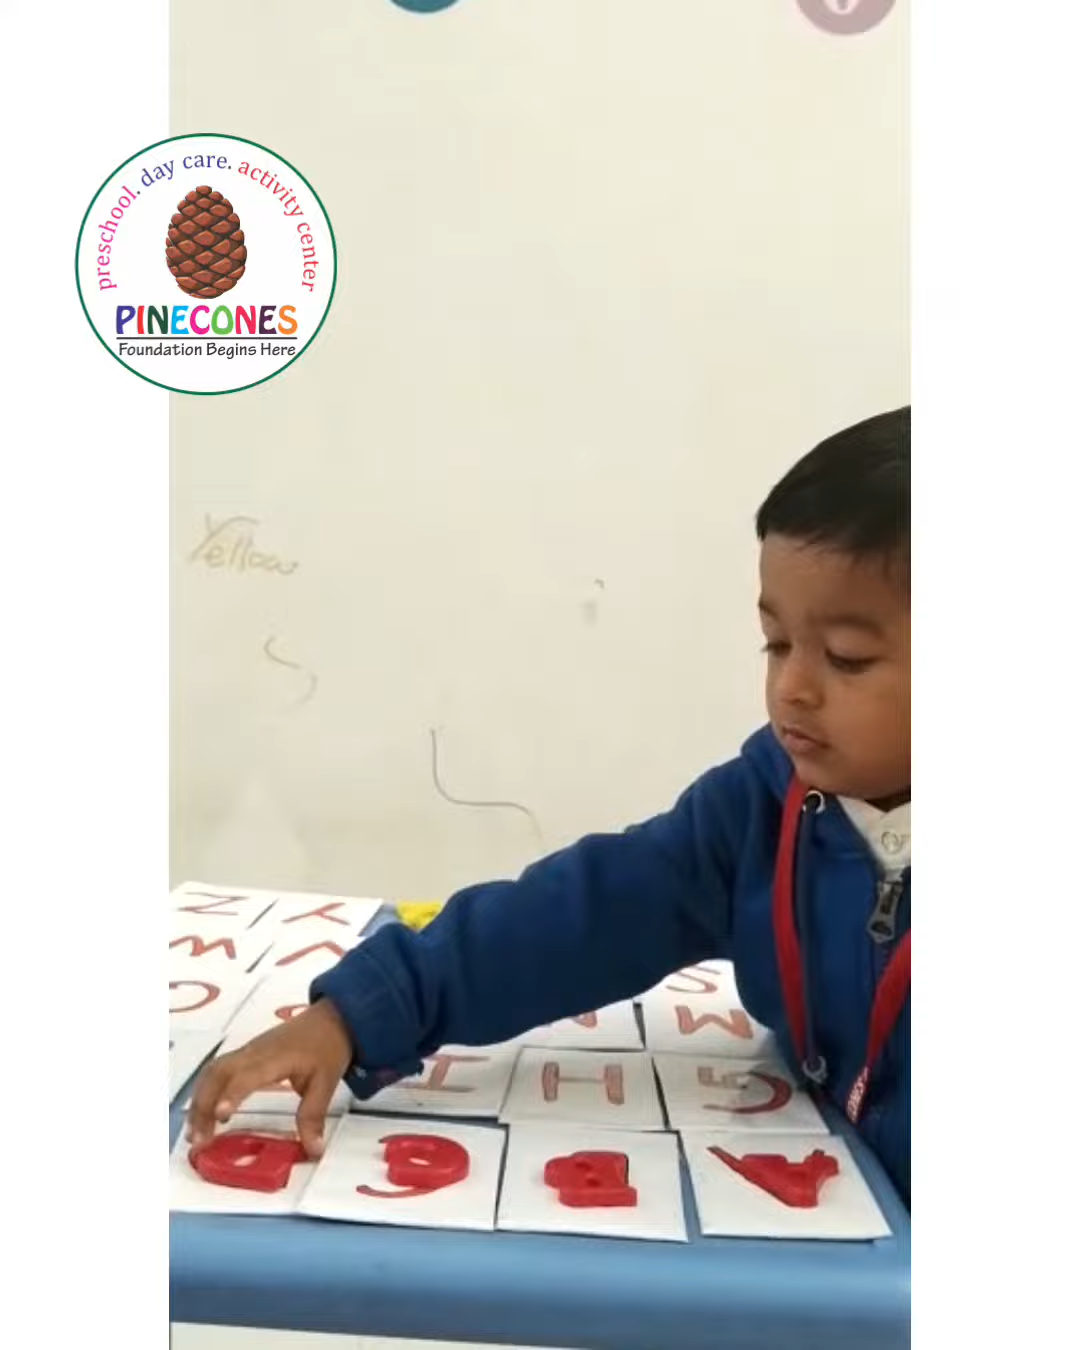 preschool. day care. activity center
PINECONES
Foundation Begins Here
Yellow
Z Y
W V
S
M
I H G
D C B A